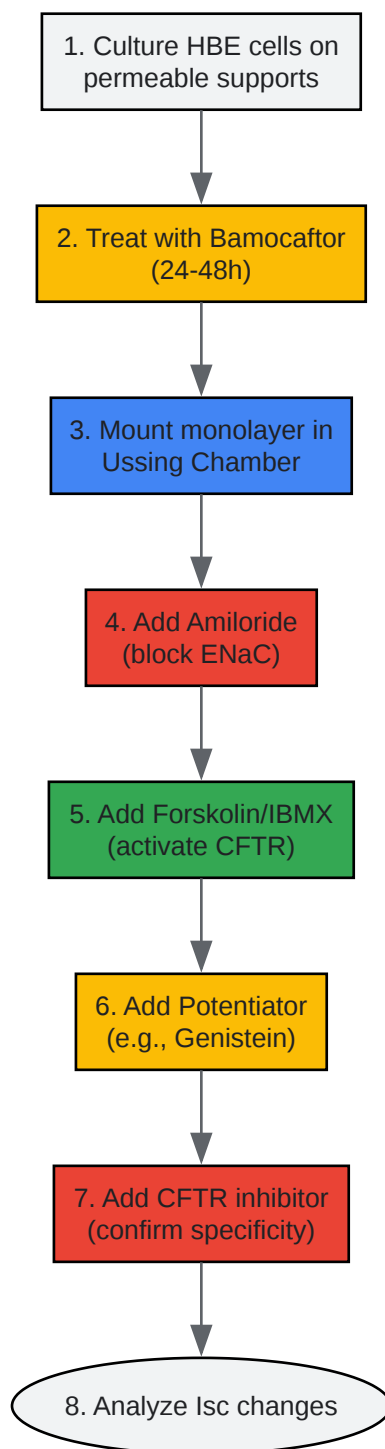 1. Culture HBE cells on
permeable supports
2. Treat with Bamocaftor
(24-48h)
3. Mount monolayer in
Ussing Chamber
4. Add Amiloride
(block ENaC)
5. Add Forskolin/IBMX
(activate CFTR)
6. Add Potentiator
(e.g., Genistein)
7. Add CFTR inhibitor
(confirm specificity)
8. Analyze Isc changes